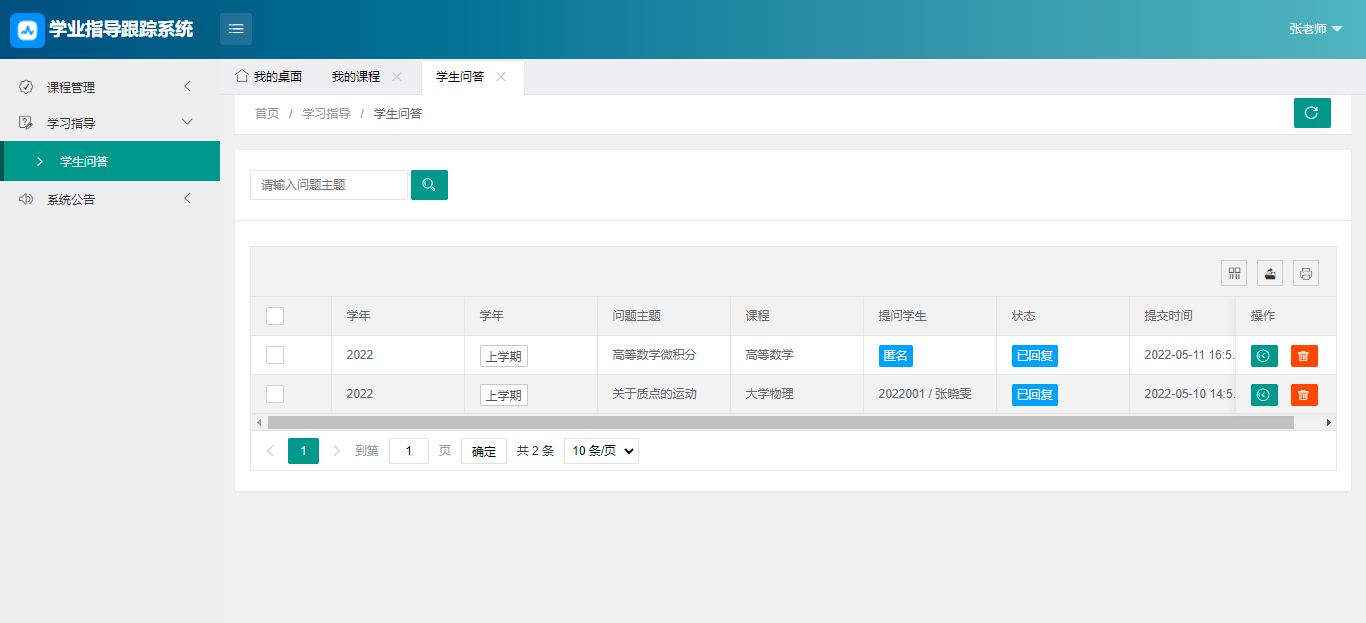 学业指导跟踪系统
张老师
课程管理
学习指导
学生问答
系统公告
我的桌面 我的课程 学生问答
首页 / 学习指导 / 学生问答
请输入问题主题
学年 学年 问题主题 课程 提问学生 状态 提交时间 操作
2022 上学期 高等数学微积分 高等数学 匿名 已回复 2022-05-11 16:5..
2022 上学期 关于质点的运动 大学物理 2022001 / 张晓雯 已回复 2022-05-10 14:5..
1 到第 1 页 确定 共 2 条 10 条/页